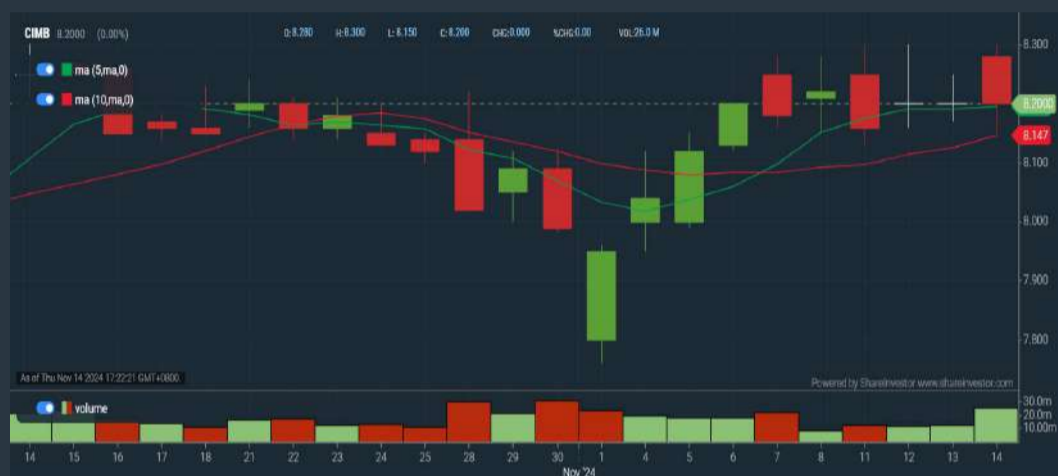 CIMB 8.2000 (0.00%) O:8.280 H:8.300 L: 8.150 C: 8.200 CHG:0.000 %CHG:0.00 VOL:26.0 M
ma (5,ma,0)
ma (10,ma,0)
8.300
8.2000
8.147
8.100
8.000
7.900
7.800
As of Thu Nov 14 2024 17:22:21 GMT+0800
Powered by ShareInvestor www.shareinvestor.com
volume
30.0m
20.0m
10.00m
14 15 16 17 18 21 22 23 24 25 28 29 30 1 4 5 6 7 8 11 12 13 14
Nov '24